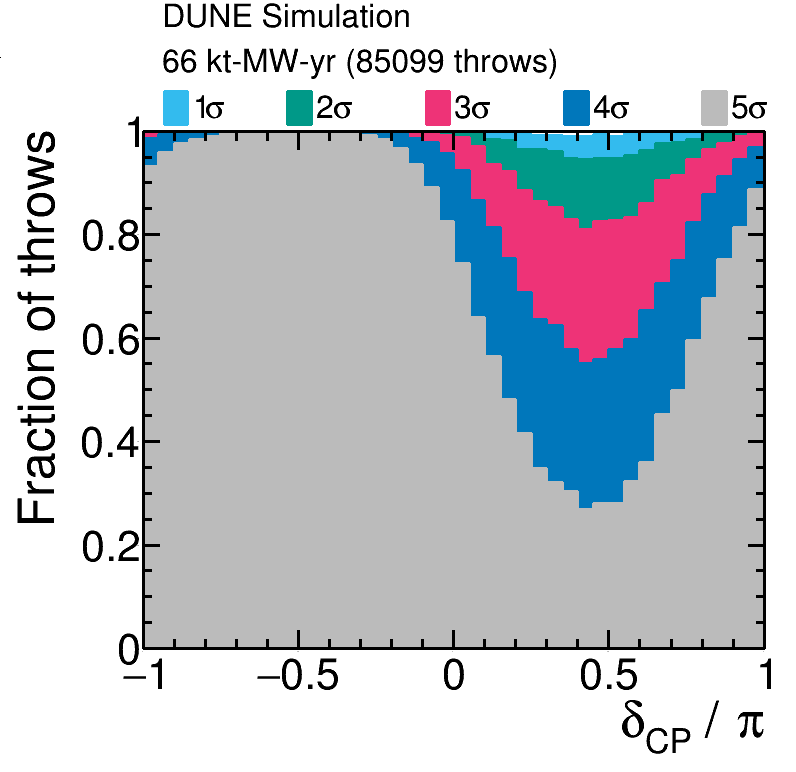 DUNE Simulation
66 kt-MW-yr (85099 throws)
1σ 2σ 3σ 4σ 5σ
Fraction of throws
1
0.8
0.6
0.4
0.2
0
−1 −0.5 0 0.5 1
δCP / π